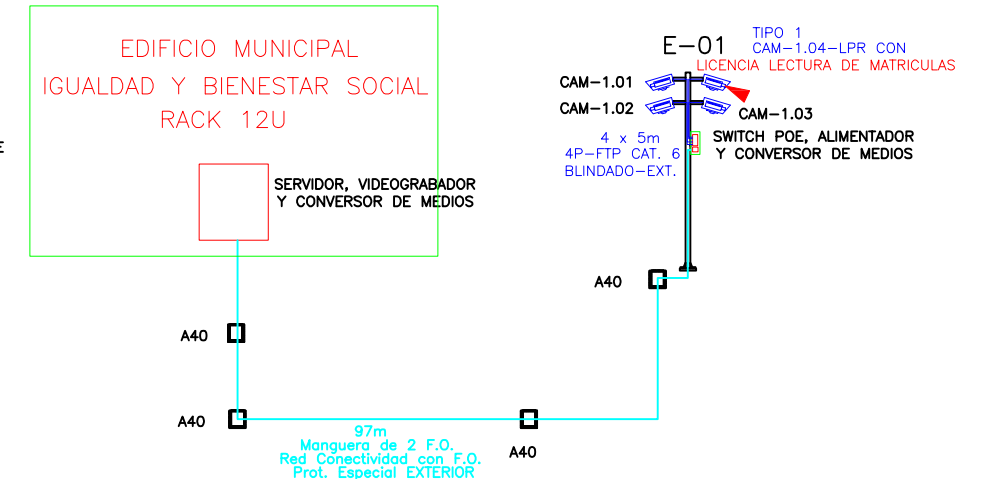 EDIFICIO MUNICIPAL
IGUALDAD Y BIENESTAR SOCIAL
RACK 12U
SERVIDOR, VIDEOGRABADOR
Y CONVERSOR DE MEDIOS
E
E-01
TIPO 1
CAM-1.04-LPR CON
LICENCIA LECTURA DE MATRICULAS
CAM-1.01
CAM-1.02
CAM-1.03
4 x 5m
4P-FTP CAT. 6
BLINDADO-EXT.
SWITCH POE, ALIMENTADOR
Y CONVERSOR DE MEDIOS
A40
A40
A40
A40
97m
Manguera de 2 F.O.
Red Conectividad con F.O.
Prot. Especial EXTERIOR